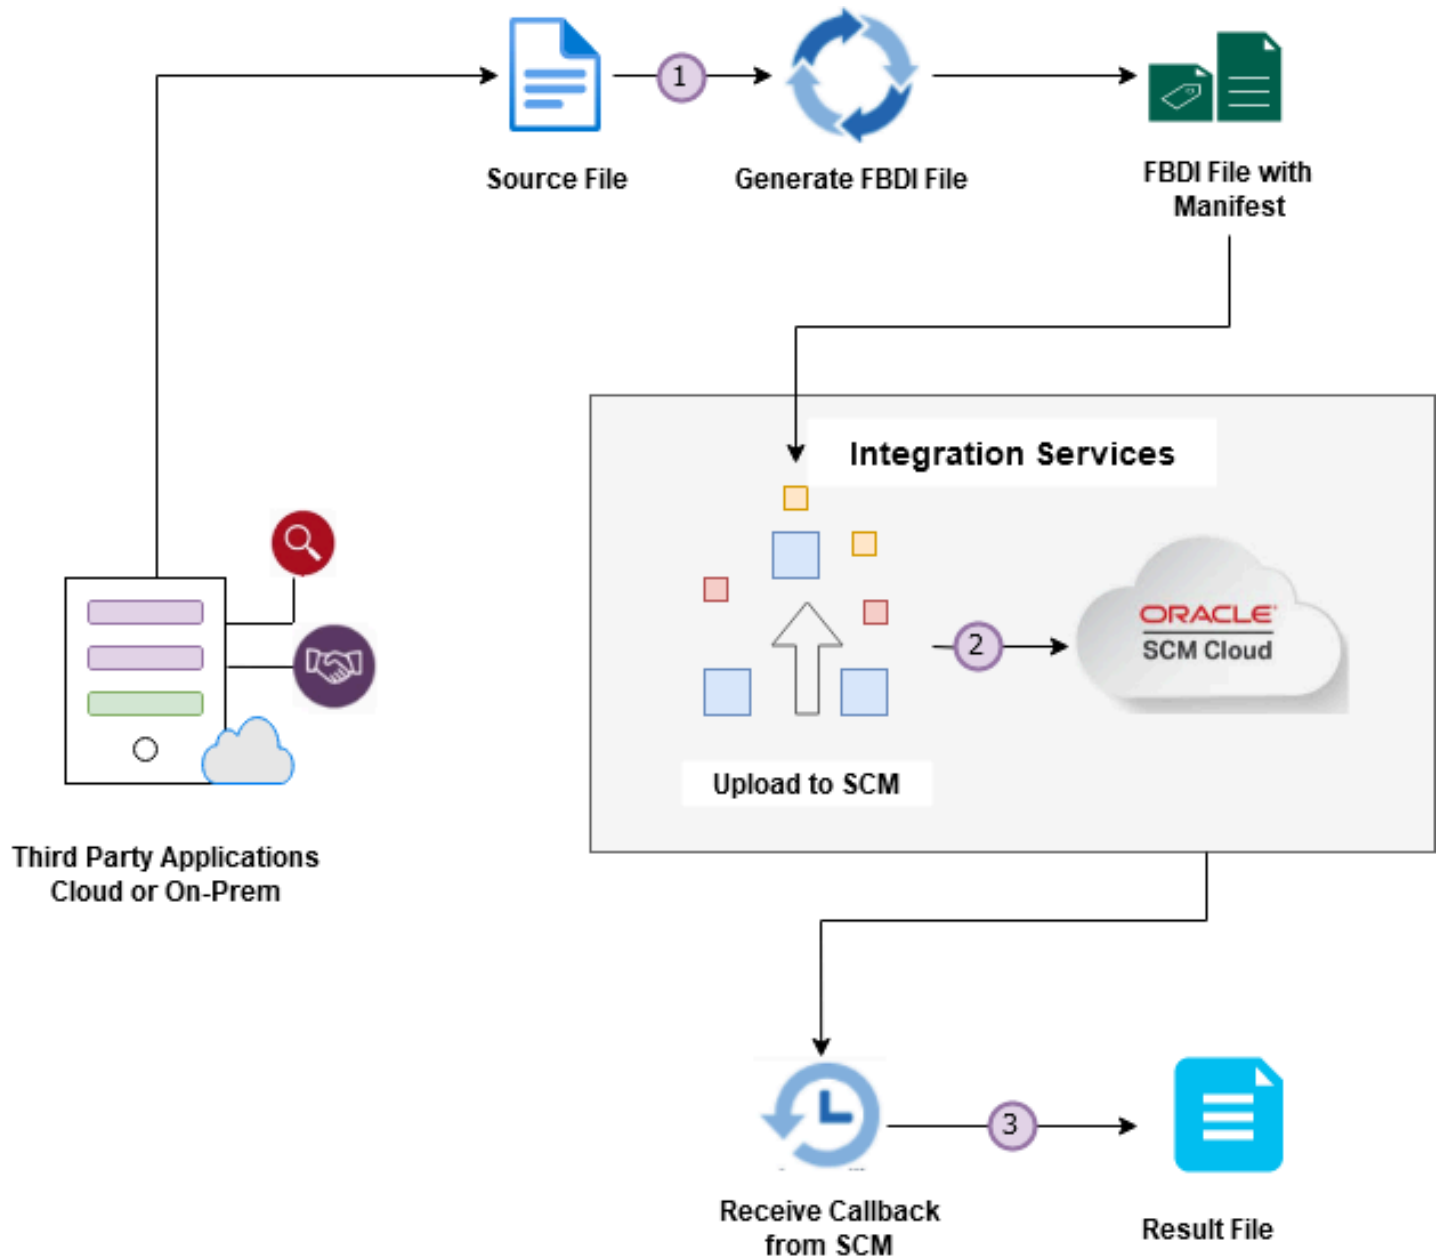 1
Source File
Generate FBDI File
FBDI File with
Manifest
Integration Services
ORACLE
SCM Cloud
2
Upload to SCM
Third Party Applications
Cloud or On-Prem
3
Receive Callback
from SCM
Result File